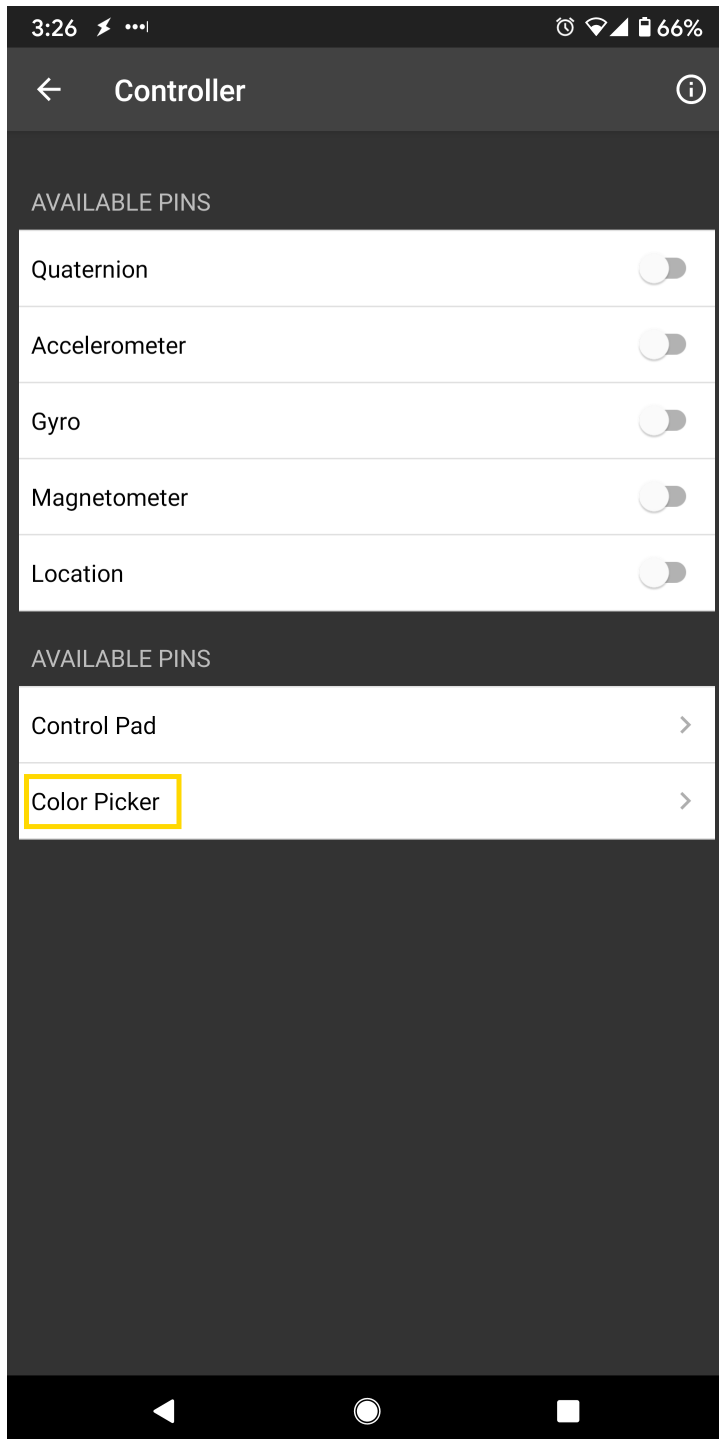 3:26 66%
Controller
AVAILABLE PINS
Quaternion
Accelerometer
Gyro
Magnetometer
Location
AVAILABLE PINS
Control Pad
Color Picker